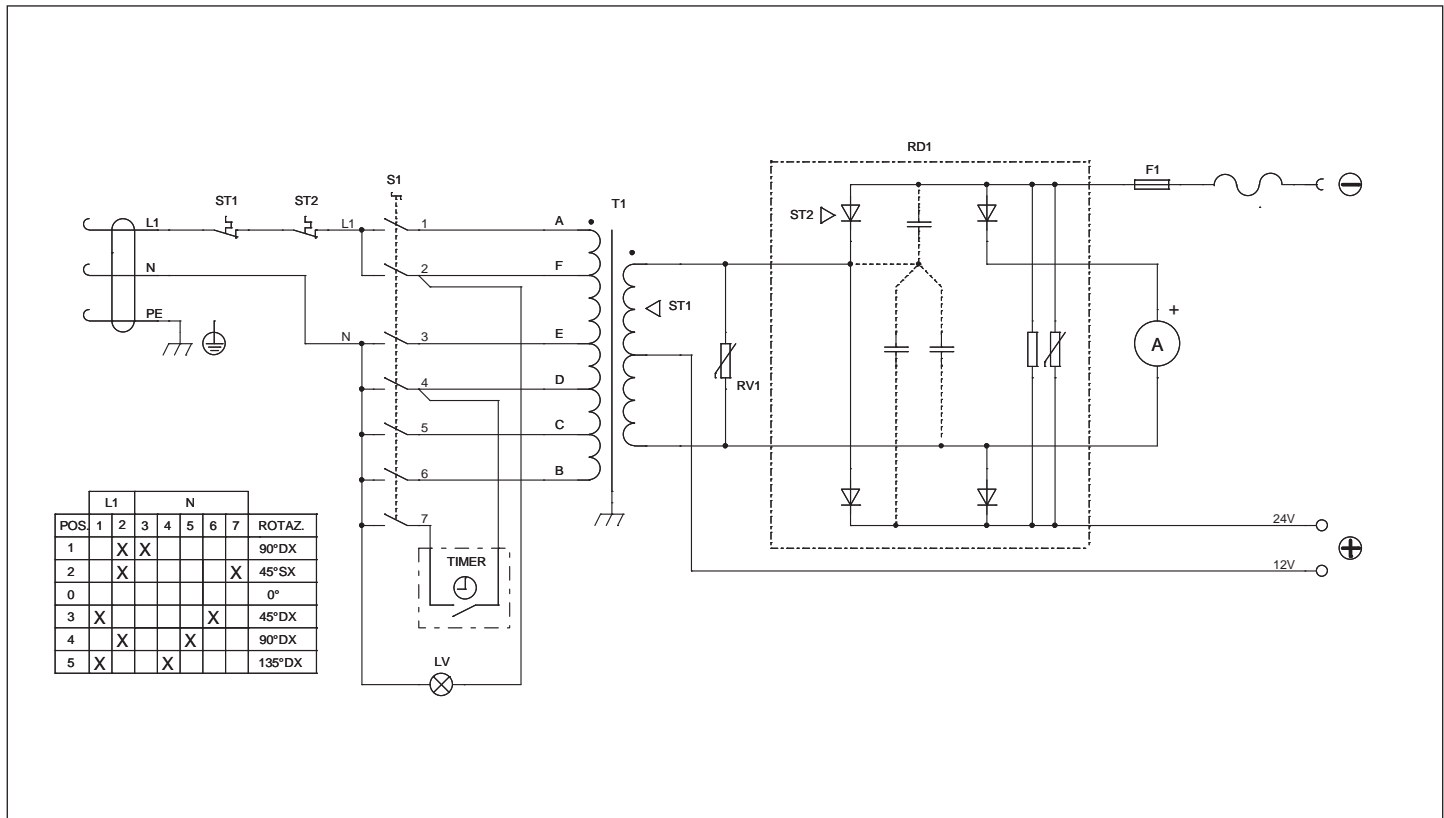 RD1
F1
S1
T1
ST1
ST2
ST2
L1
L1
1
A
N
2
F
ST1
PE
N
3
E
+
A
RV1
4
D
5
C
6
B
7
24V
12V
TIMER
LV
L1 N
POS. 1 2 3 4 5 6 7 ROTAZ.
1 X X 90°DX
2 X X 45°SX
0 0°
3 X X 45°DX
4 X X 90°DX
5 X X 135°DX